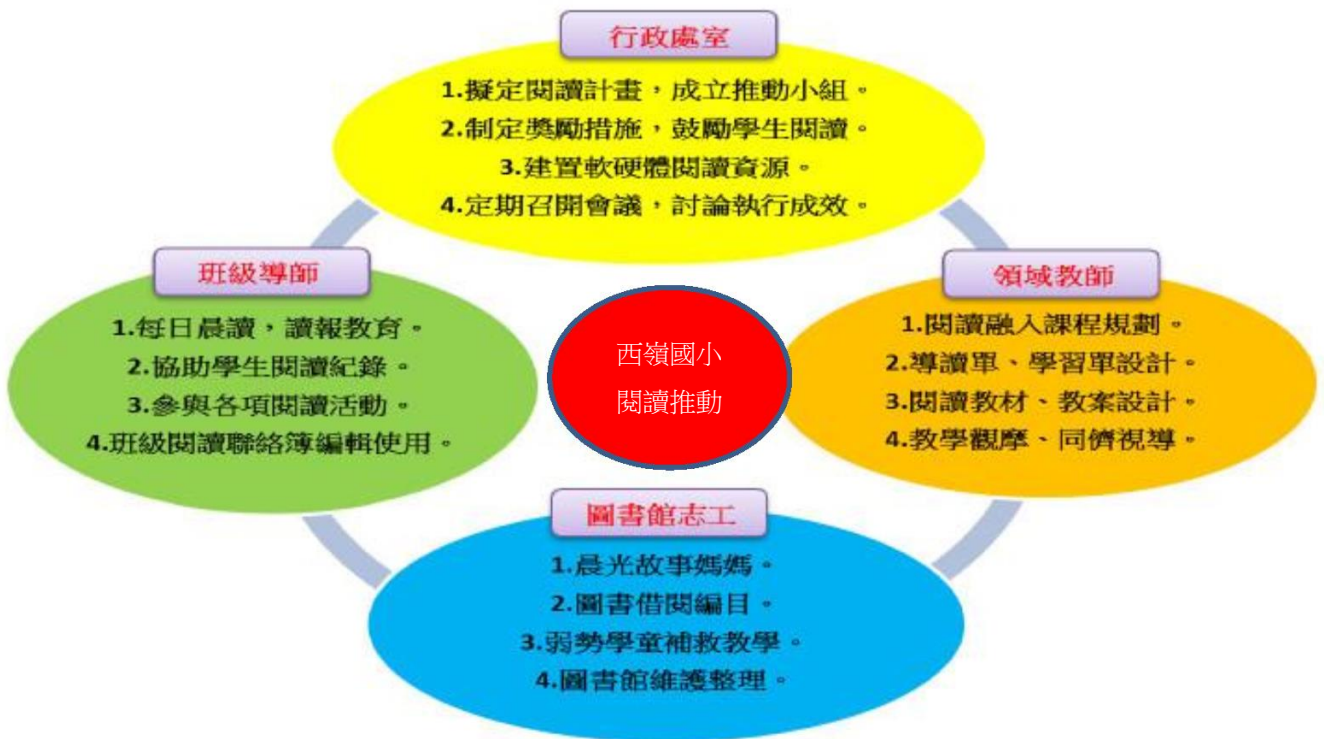 行政處室
1.擬定閱讀計畫，成立推動小組。
2.制定獎勵措施，鼓勵學生閱讀。
3.建置軟硬體閱讀資源。
4.定期召開會議，討論執行成效。
班級導師
1.每日晨讀，讀報教育。
2.協助學生閱讀紀錄。
3.參與各項閱讀活動。
4.班級閱讀聯絡簿編輯使用。
西嶺國小
閱讀推動
領域教師
1.閱讀融入課程規劃。
2.導讀單、學習單設計。
3.閱讀教材、教案設計。
4.教學觀摩、同儕視導。
圖書館志工
1.晨光故事媽媽。
2.圖書借閱編目。
3.弱勢學童補救教學。
4.圖書館維護整理。